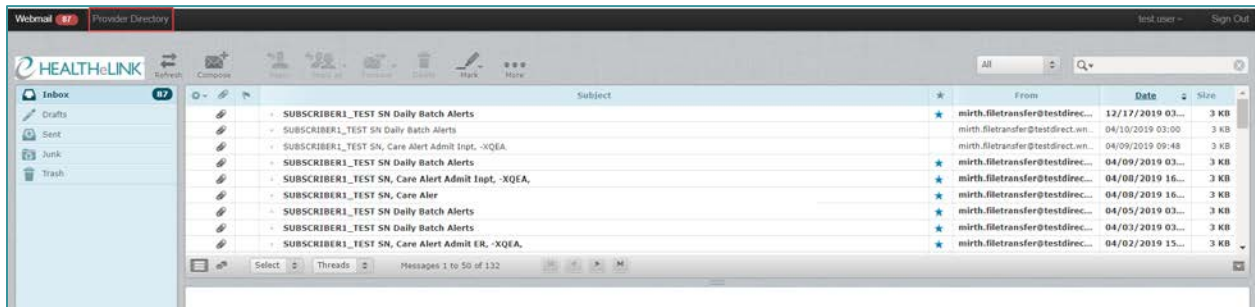 Webmail 87 Provider Directory test user Sign Out
HEALTHeLINK Refresh Compose Reply Reply all Forward Delete Mark More All
Inbox 87 Subject From Date Size
Drafts
Sent
Junk
Trash
SUBSCRIBER1_TEST SN Daily Batch Alerts mirth.filetransfer@testdirec... 12/17/2019 03... 3 KB
SUBSCRIBER1_TEST SN Daily Batch Alerts mirth.filetransfer@testdirect.wn... 04/10/2019 03:00 3 KB
SUBSCRIBER1_TEST SN, Care Alert Admit Inpt, -XQEA, mirth.filetransfer@testdirect.wn... 04/09/2019 09:48 3 KB
SUBSCRIBER1_TEST SN Daily Batch Alerts mirth.filetransfer@testdirec... 04/09/2019 03... 3 KB
SUBSCRIBER1_TEST SN, Care Alert Admit Inpt, -XQEA, mirth.filetransfer@testdirec... 04/08/2019 16... 3 KB
SUBSCRIBER1_TEST SN, Care Aler mirth.filetransfer@testdirec... 04/08/2019 16... 3 KB
SUBSCRIBER1_TEST SN Daily Batch Alerts mirth.filetransfer@testdirec... 04/05/2019 03... 3 KB
SUBSCRIBER1_TEST SN Daily Batch Alerts mirth.filetransfer@testdirec... 04/03/2019 03... 3 KB
SUBSCRIBER1_TEST SN, Care Alert Admit ER, -XQEA, mirth.filetransfer@testdirec... 04/02/2019 15... 3 KB
Select Threads Messages 1 to 50 of 132